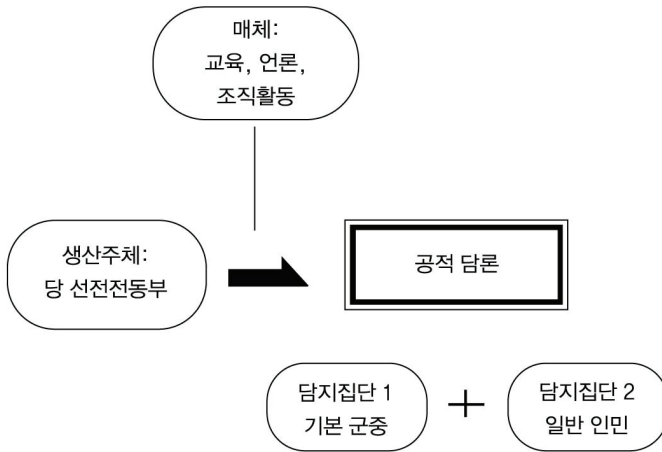 매체:
교육, 언론,
조직활동
생산주체:
당 선전전동부
공적 담론
담지집단 1
기본 군중
+
담지집단 2
일반 인민